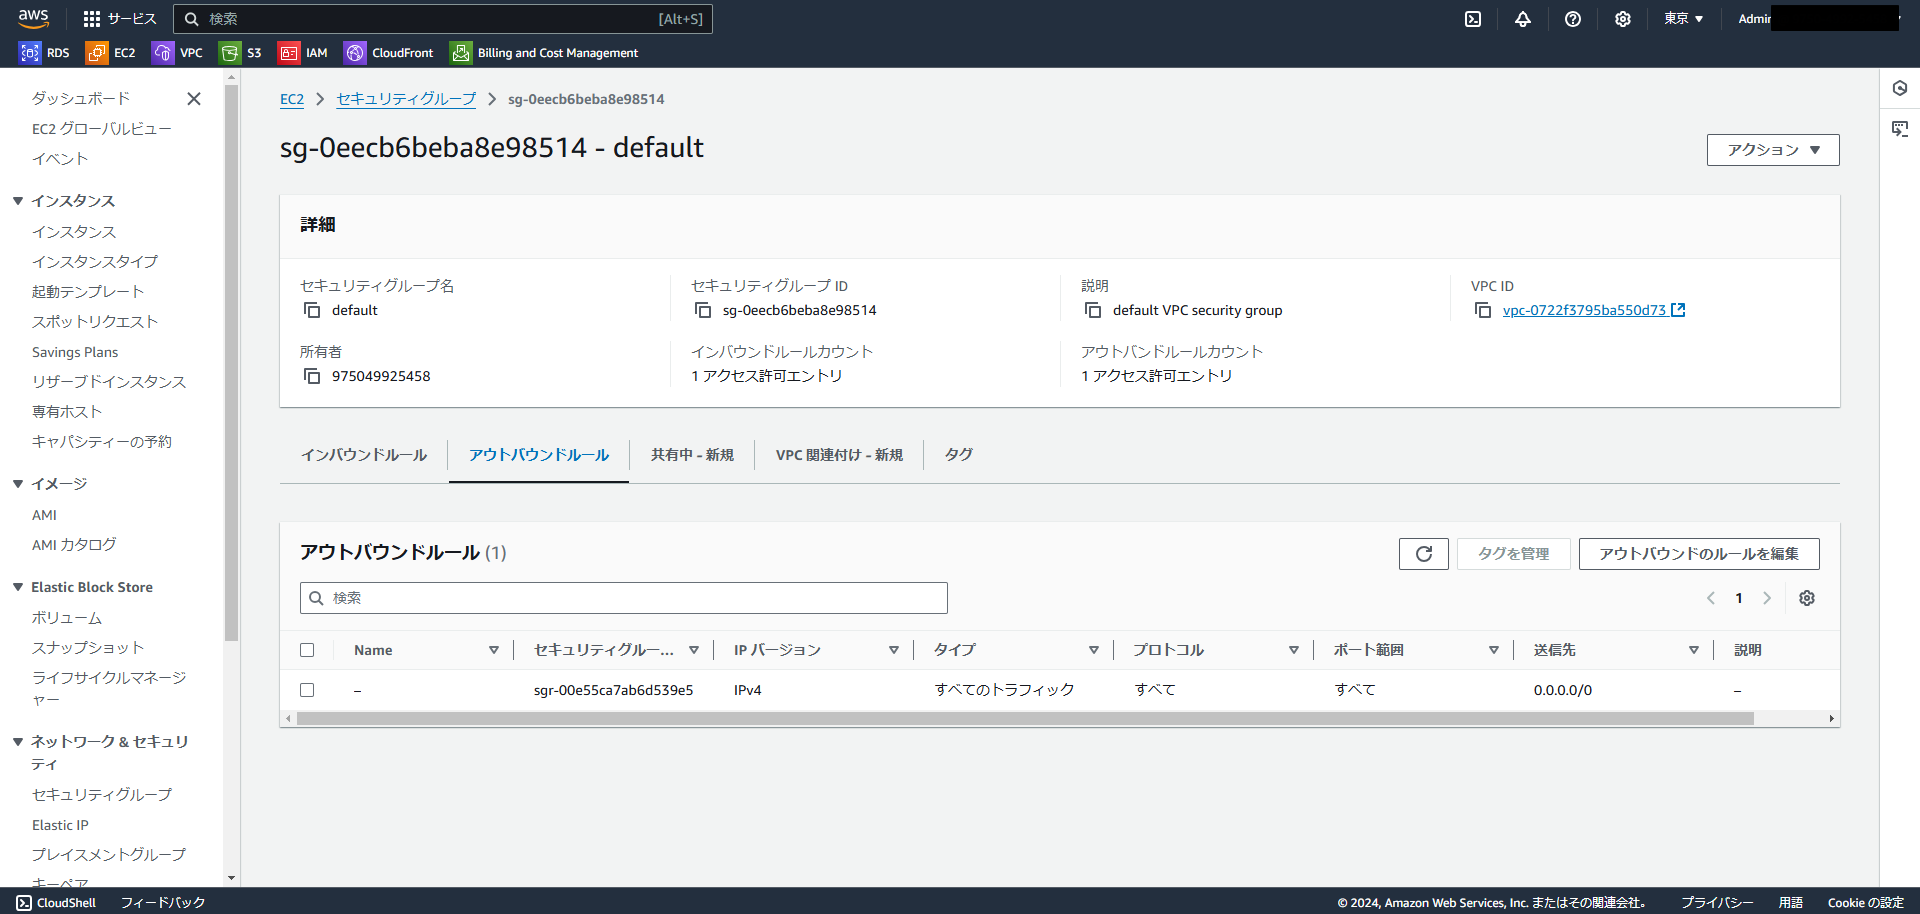 aws サービス 検索 [Alt+S] 東京 Admin
RDS EC2 VPC S3 IAM CloudFront Billing and Cost Management
ダッシュボード
EC2 グローバルビュー
イベント
インスタンス
インスタンス
インスタンスタイプ
起動テンプレート
スポットリクエスト
Savings Plans
リザーブドインスタンス
専有ホスト
キャパシティーの予約
イメージ
AMI
AMI カタログ
Elastic Block Store
ボリューム
スナップショット
ライフサイクルマネージ
ャー
ネットワーク & セキュリ
ティ
セキュリティグループ
Elastic IP
プレイスメントグループ
キーペア
EC2 セキュリティグループ sg-0eecb6beba8e98514
sg-0eecb6beba8e98514 - default
アクション
詳細
セキュリティグループ名
default
セキュリティグループ ID
sg-0eecb6beba8e98514
説明
default VPC security group
VPC ID
vpc-0722f3795ba550d73
所有者
975049925458
インバウンドルールカウント
1 アクセス許可エントリ
アウトバンドルールカウント
1 アクセス許可エントリ
インバウンドルール アウトバウンドルール 共有中 - 新規 VPC 関連付け - 新規 タグ
アウトバウンドルール (1)
タグを管理 アウトバウンドのルールを編集
検索
1
Name セキュリティグルー... IP バージョン タイプ プロトコル ポート範囲 送信先 説明
– sgr-00e55ca7ab6d539e5 IPv4 すべてのトラフィック すべて すべて 0.0.0.0/0 –
CloudShell フィードバック © 2024, Amazon Web Services, Inc. またはその関連会社。 プライバシー 用語 Cookie の設定